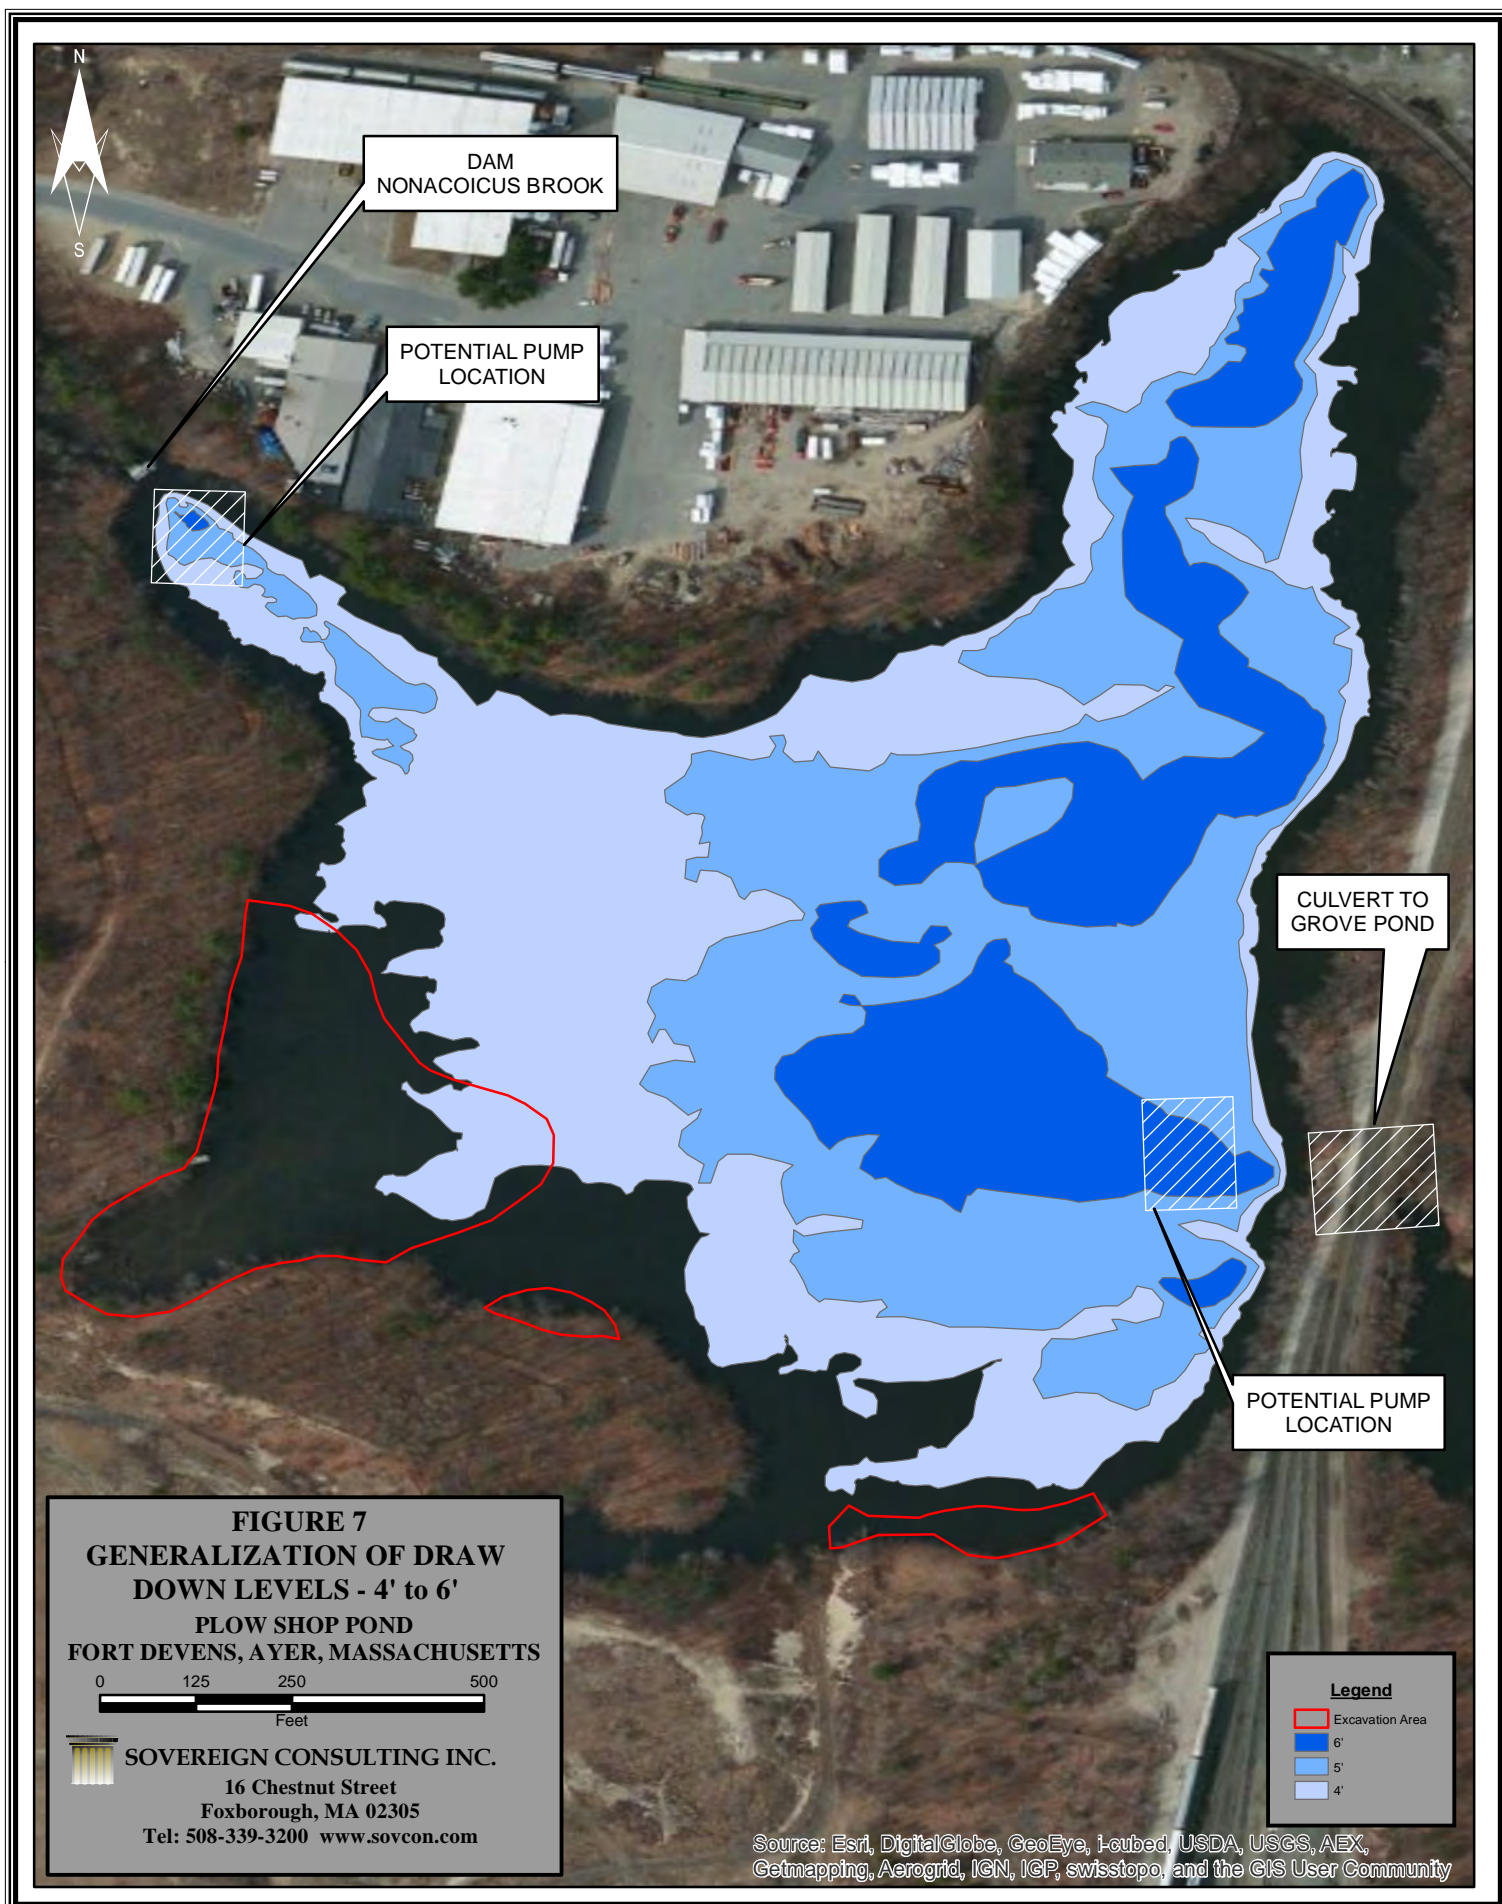 N
S
DAM
NONACOICUS BROOK
POTENTIAL PUMP
LOCATION
CULVERT TO
GROVE POND
POTENTIAL PUMP
LOCATION
FIGURE 7
GENERALIZATION OF DRAW
DOWN LEVELS - 4' to 6'
PLOW SHOP POND
FORT DEVENS, AYER, MASSACHUSETTS
0 125 250 500
Feet
SOVEREIGN CONSULTING INC.
16 Chestnut Street
Foxborough, MA 02305
Tel: 508-339-3200 www.sovcon.com
Legend
Excavation Area
6'
5'
4'
Source: Esri, DigitalGlobe, GeoEye, i-cubed, USDA, USGS, AEX,
Getmapping, Aerogrid, IGN, IGP, swisstopo, and the GIS User Community